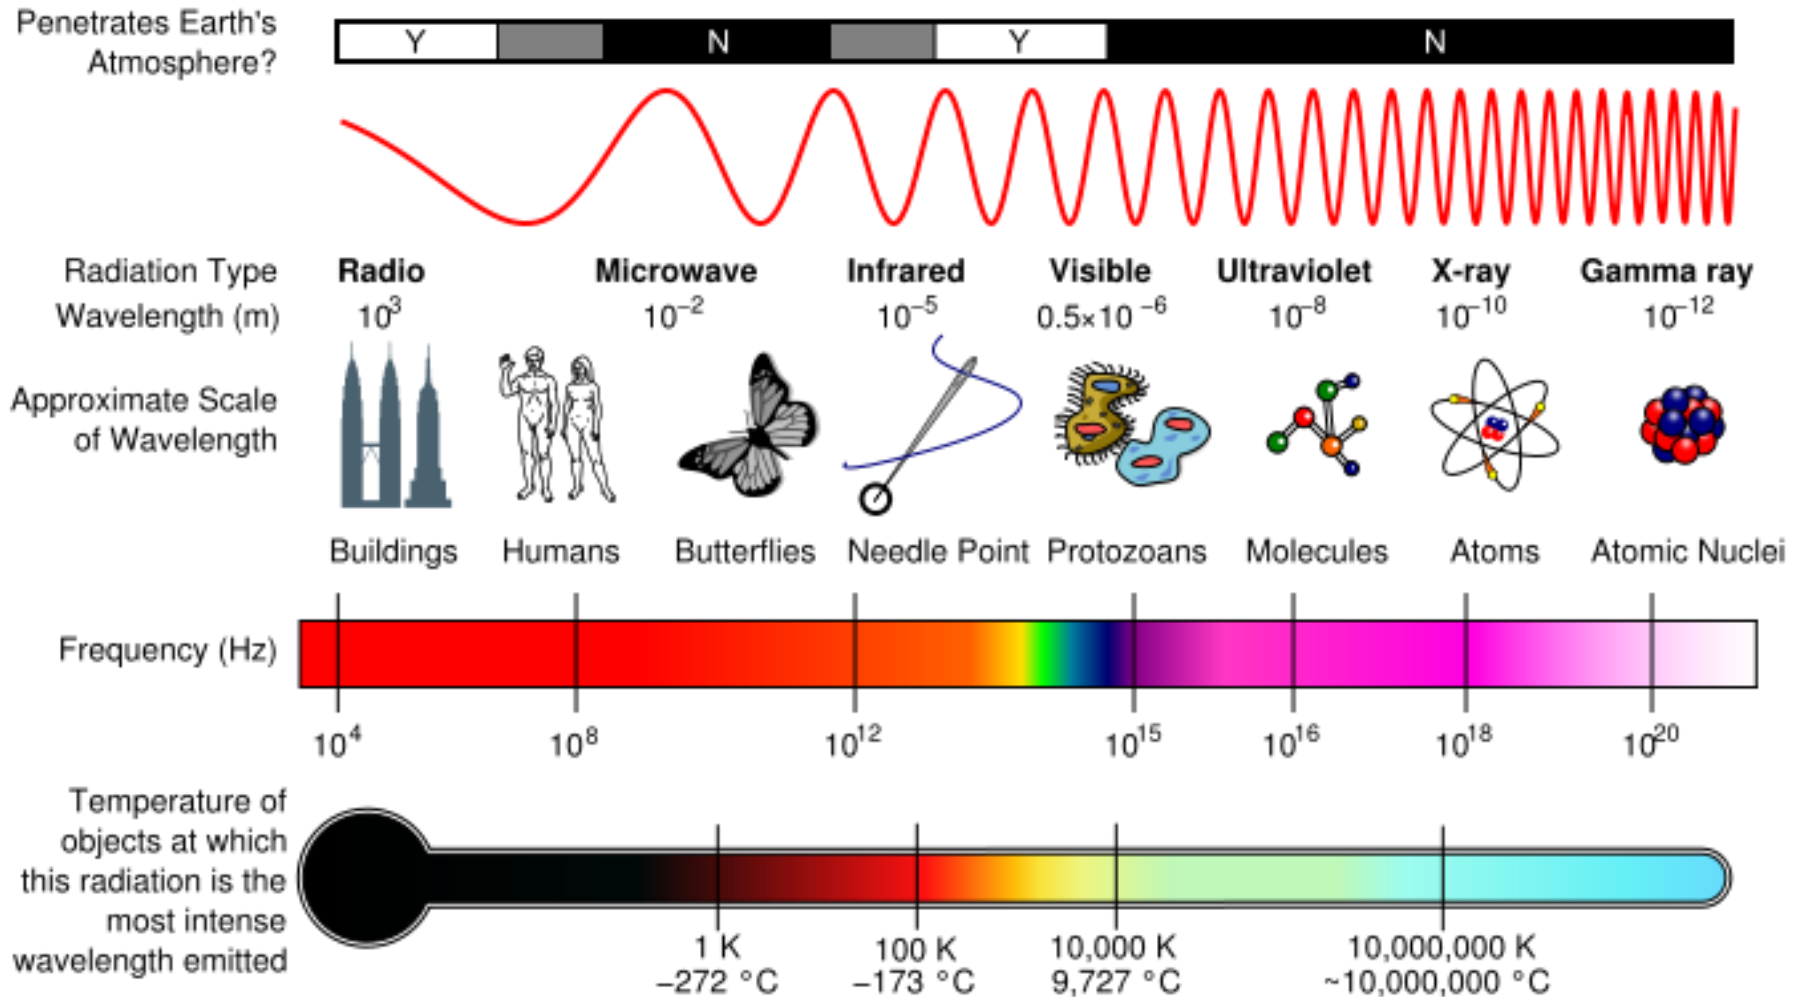 Penetrates Earth's
Atmosphere?
Y N Y N
Radiation Type Radio Microwave Infrared Visible Ultraviolet X-ray Gamma ray
Wavelength (m) 10³ 10⁻² 10⁻⁵ 0.5×10⁻⁶ 10⁻⁸ 10⁻¹⁰ 10⁻¹²
Approximate Scale
of Wavelength
Buildings Humans Butterflies Needle Point Protozoans Molecules Atoms Atomic Nuclei
Frequency (Hz)
10⁴ 10⁸ 10¹² 10¹⁵ 10¹⁶ 10¹⁸ 10²⁰
Temperature of
objects at which
this radiation is the
most intense
wavelength emitted
1 K 100 K 10,000 K 10,000,000 K
−272 °C −173 °C 9,727 °C ~10,000,000 °C